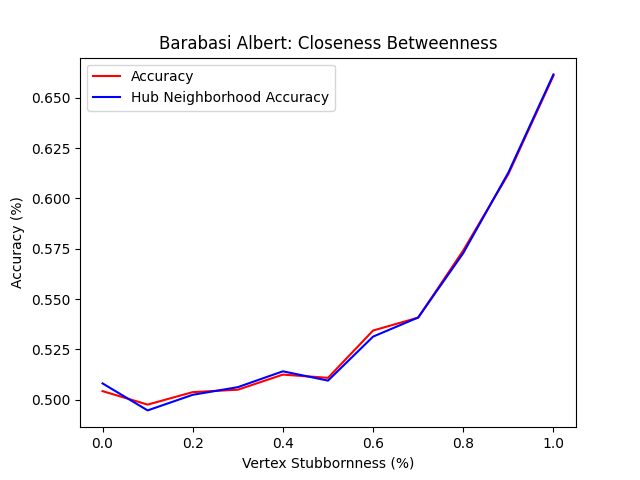 Barabasi Albert: Closeness Betweenness
Accuracy
Hub Neighborhood Accuracy
Accuracy (%)
0.650
0.625
0.600
0.575
0.550
0.525
0.500
0.0
0.2
0.4
0.6
0.8
1.0
Vertex Stubbornness (%)